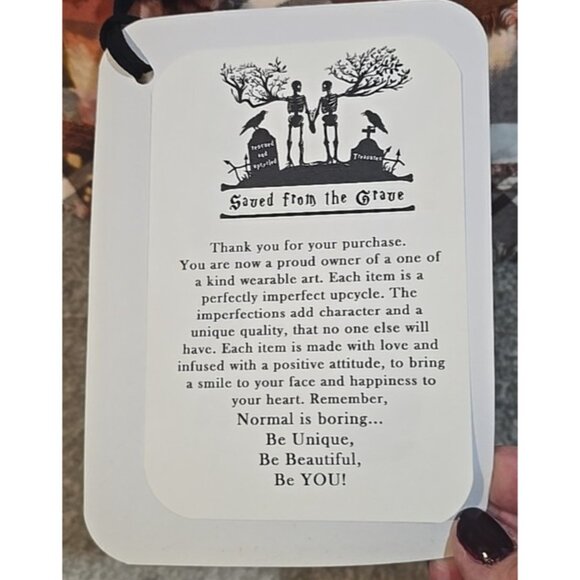 rescued
and
upcycled
Treasures
Saved from the Grave
Thank you for your purchase.
You are now a proud owner of a one of
a kind wearable art. Each item is a
perfectly imperfect upcycle. The
imperfections add character and a
unique quality, that no one else will
have. Each item is made with love and
infused with a positive attitude, to bring
a smile to your face and happiness to
your heart. Remember,
Normal is boring...
Be Unique,
Be Beautiful,
Be YOU!